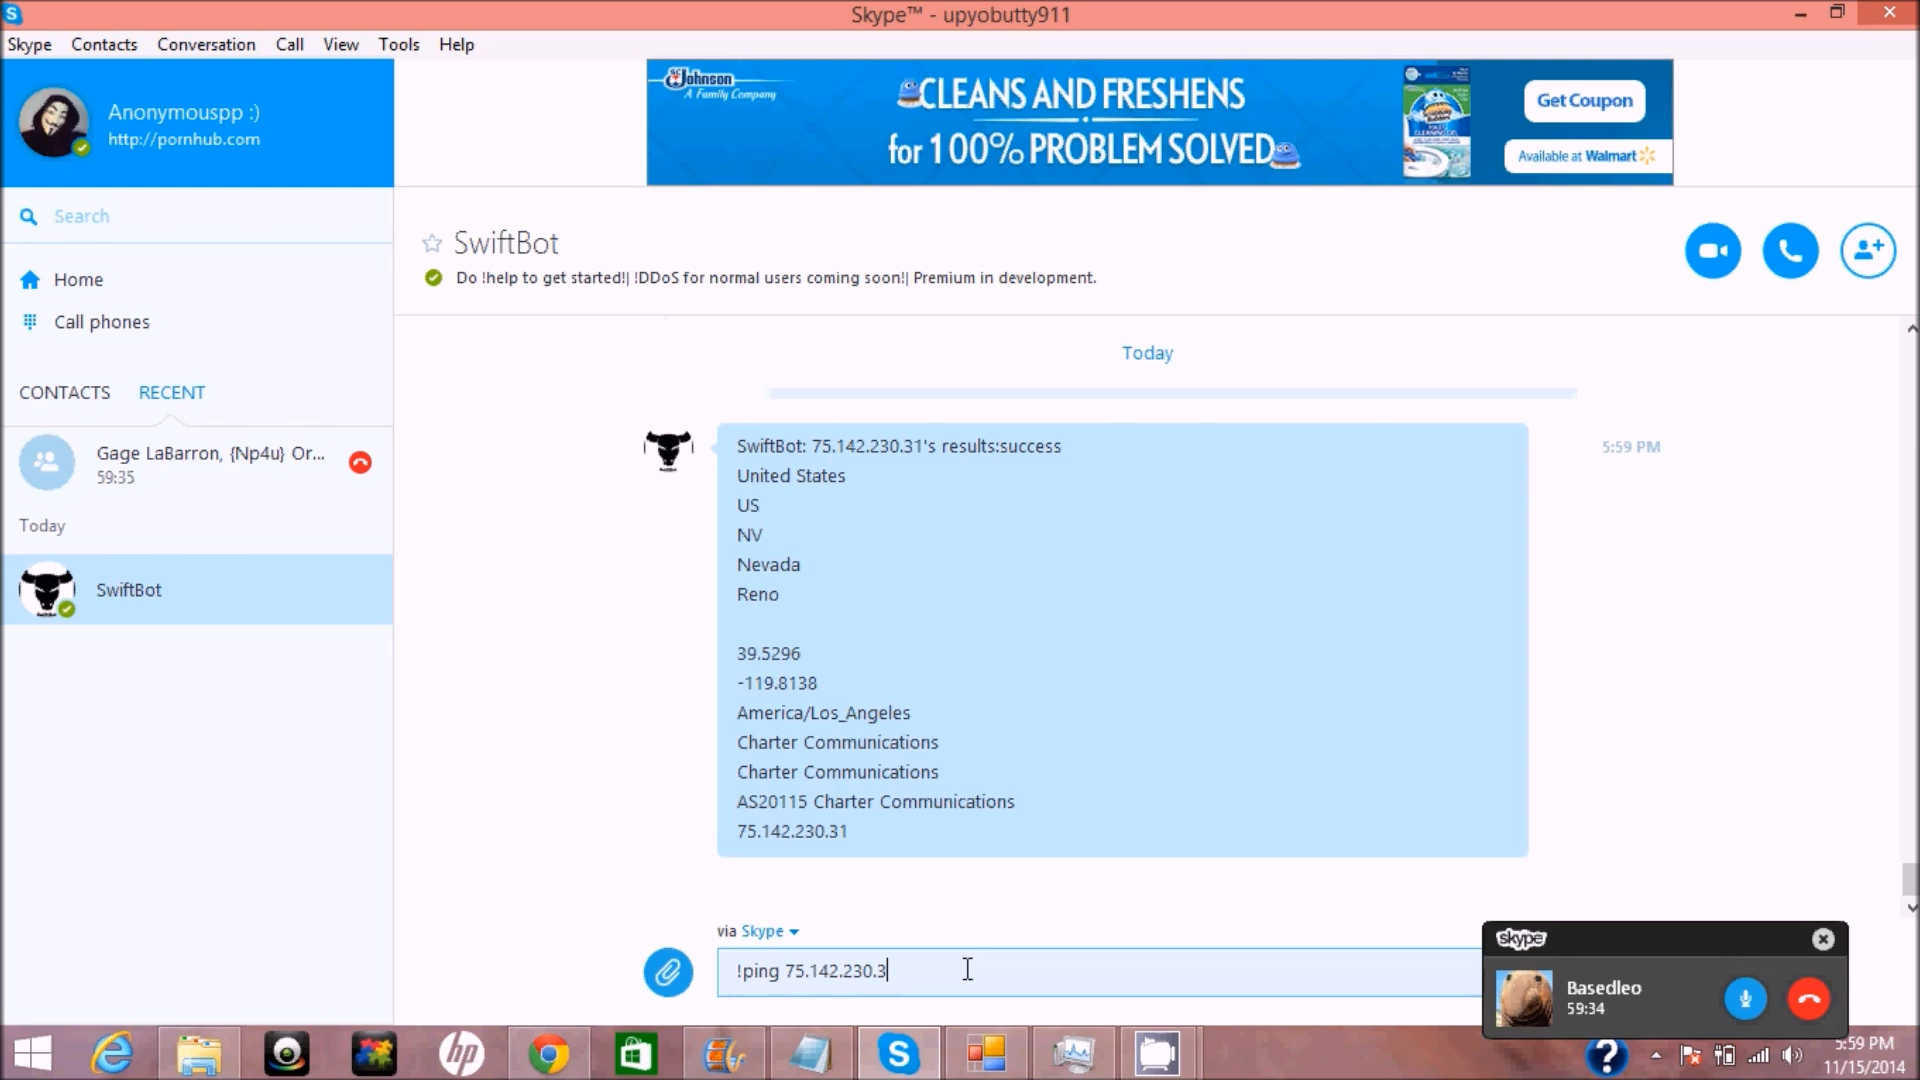 Skype™ - upyobutty911
Skype Contacts Conversation Call View Tools Help
Anonymouspp :)
http://pornhub.com
SC Johnson
A Family Company
CLEANS AND FRESHENS
for 100% PROBLEM SOLVED
Get Coupon
Available at Walmart
Search
SwiftBot
Do !help to get started!| !DDoS for normal users coming soon!| Premium in development.
Home
Call phones
Today
CONTACTS RECENT
Gage LaBarron, {Np4u} Or...
59:35
Today
SwiftBot
SwiftBot: 75.142.230.31's results:success
5:59 PM
United States
US
NV
Nevada
Reno
39.5296
-119.8138
America/Los_Angeles
Charter Communications
Charter Communications
AS20115 Charter Communications
75.142.230.31
via Skype
!ping 75.142.230.3
skype
Basedleo
59:34
hp
5:59 PM
11/15/2014